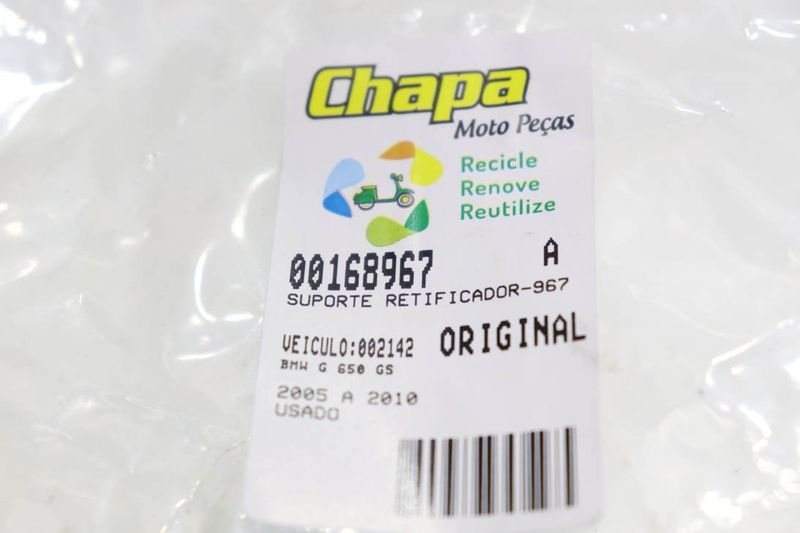 Chapa
Moto Peças
Recicle
Renove
Reutilize
00168967 A
SUPORTE RETIFICADOR-967
VEICULO:002142 ORIGINAL
BMW G 650 GS
2005 A 2010
USADO